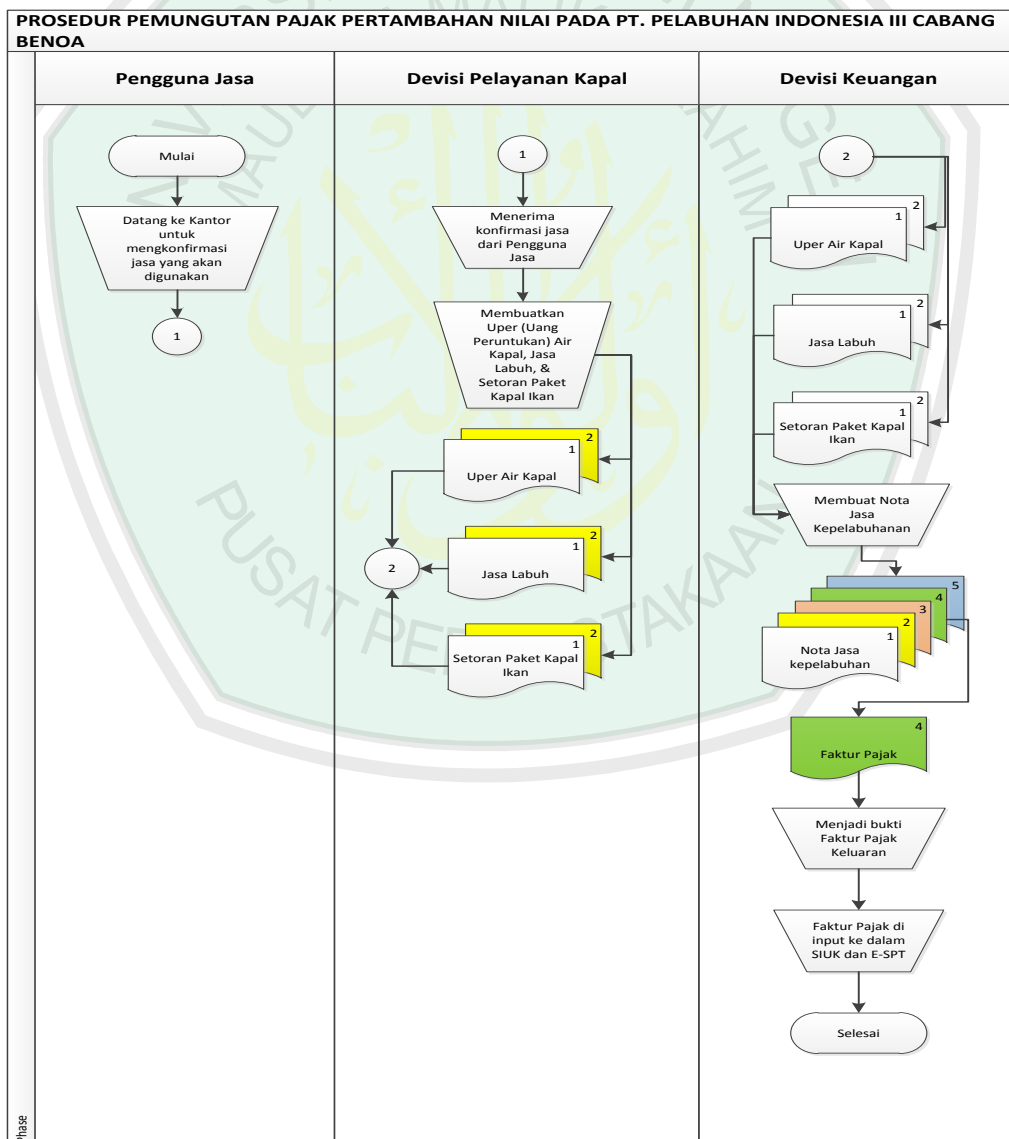 PROSEDUR PEMUNGUTAN PAJAK PERTAMBAHAN NILAI PADA PT. PELABUHAN INDONESIA III CABANG
BENOA
Pengguna Jasa
Devisi Pelayanan Kapal
Devisi Keuangan
Mulai
Datang ke Kantor
untuk
mengkonfirmasi
jasa yang akan
digunakan
1
1
Menerima
konfirmasi jasa
dari Pengguna
Jasa
Membuatkan
Uper (Uang
Peruntukan) Air
Kapal, Jasa
Labuh, &
Setoran Paket
Kapal Ikan
2
1
Uper Air Kapal
2
1
Jasa Labuh
2
1
Setoran Paket Kapal
Ikan
2
2
2
1
Uper Air Kapal
2
1
Jasa Labuh
2
1
Setoran Paket Kapal
Ikan
Membuat Nota
Jasa
Kepelabuhanan
5
4
3
2
1
Nota Jasa
kepelabuhan
4
Faktur Pajak
Menjadi bukti
Faktur Pajak
Keluaran
Faktur Pajak di
input ke dalam
SIUK dan E-SPT
Selesai
Phase
PUSAT